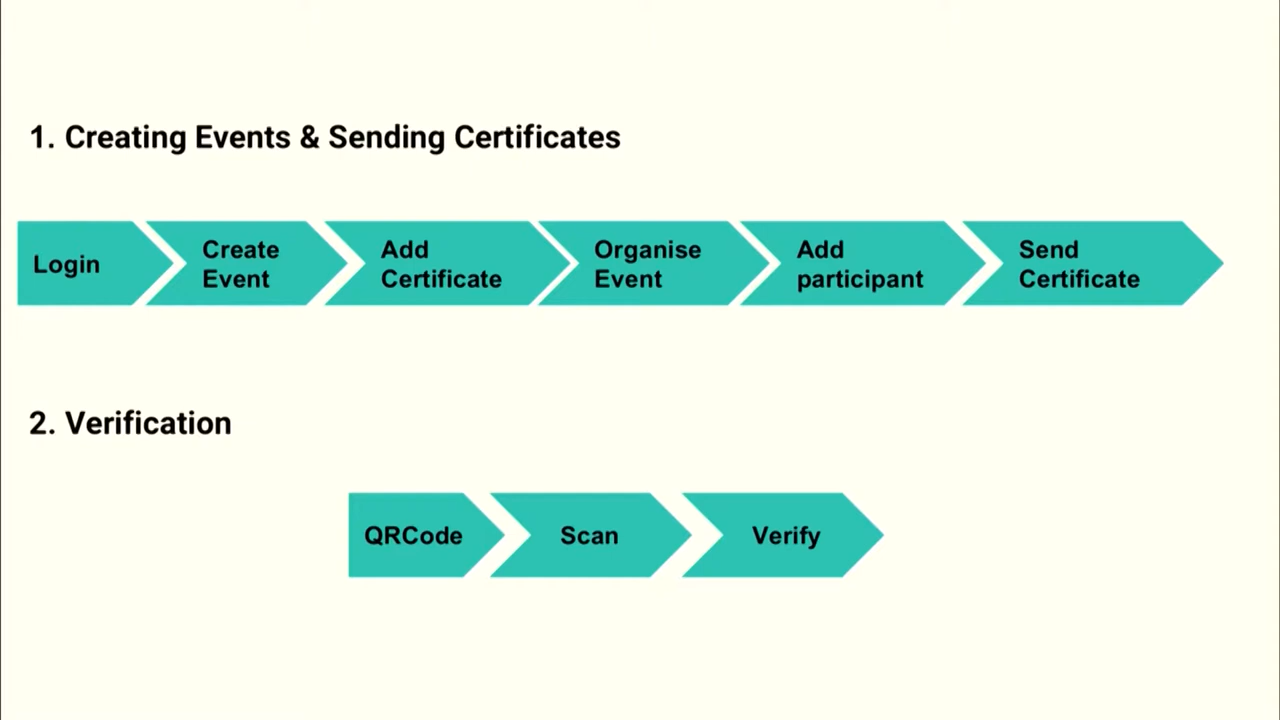 1. Creating Events & Sending Certificates
Login
Create
Event
Add
Certificate
Organise
Event
Add
participant
Send
Certificate
2. Verification
QRCode
Scan
Verify